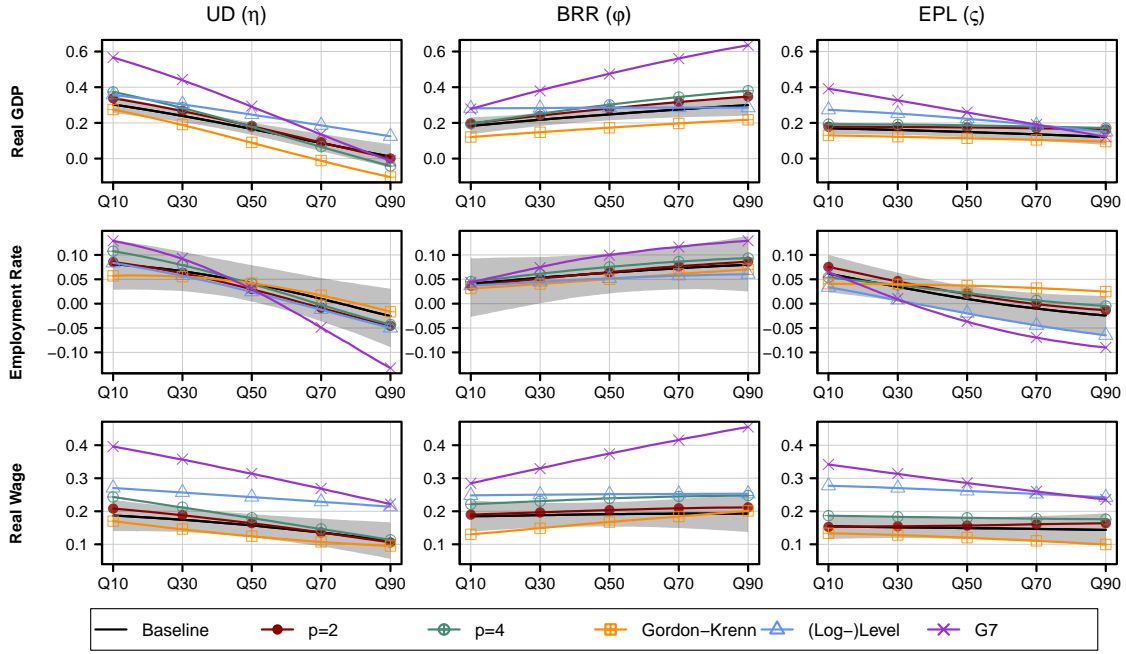 UD (η) BRR (φ) EPL (ς)
Real GDP
0.6 0.6 0.6
0.4 0.4 0.4
0.2 0.2 0.2
0.0 0.0 0.0
Q10 Q30 Q50 Q70 Q90 Q10 Q30 Q50 Q70 Q90 Q10 Q30 Q50 Q70 Q90
Employment Rate
0.10 0.10 0.10
0.05 0.05 0.05
0.00 0.00 0.00
−0.05 −0.05 −0.05
−0.10 −0.10 −0.10
Q10 Q30 Q50 Q70 Q90 Q10 Q30 Q50 Q70 Q90 Q10 Q30 Q50 Q70 Q90
Real Wage
0.4 0.4 0.4
0.3 0.3 0.3
0.2 0.2 0.2
0.1 0.1 0.1
Q10 Q30 Q50 Q70 Q90 Q10 Q30 Q50 Q70 Q90 Q10 Q30 Q50 Q70 Q90
Baseline p=2 p=4 Gordon−Krenn (Log−)Level G7